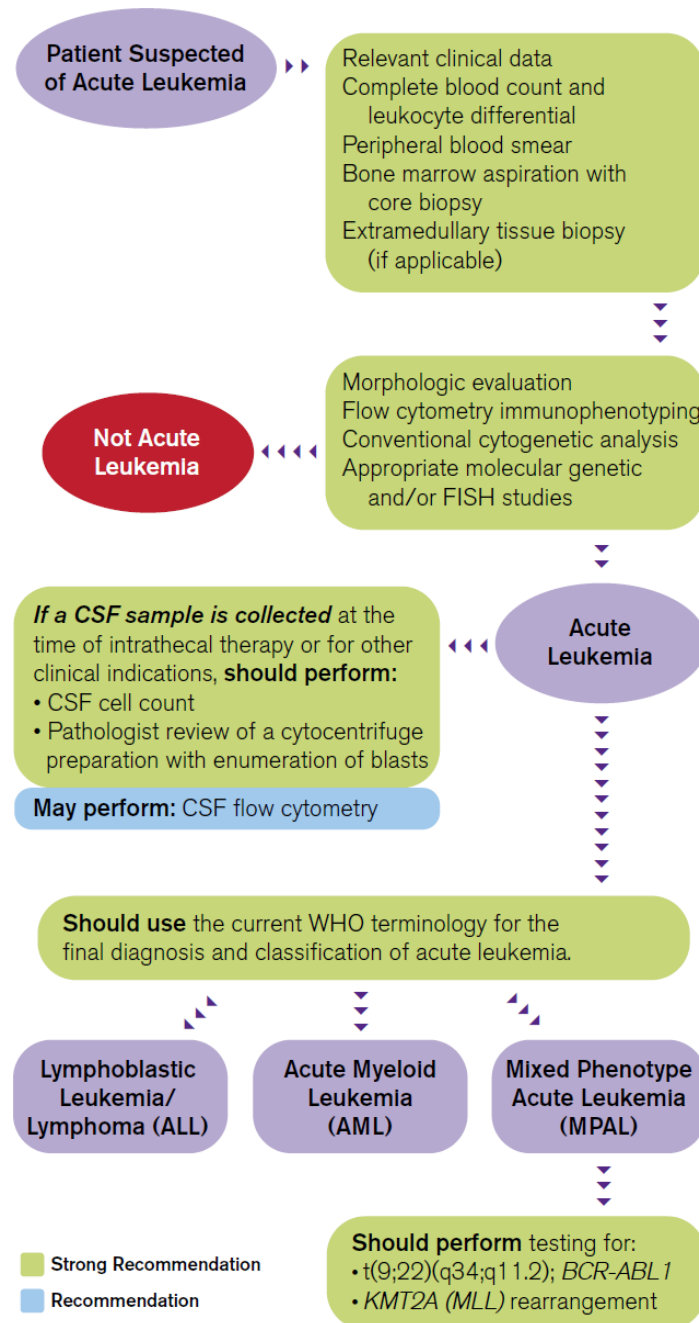 Patient Suspected
of Acute Leukemia
Relevant clinical data
Complete blood count and
leukocyte differential
Peripheral blood smear
Bone marrow aspiration with
core biopsy
Extramedullary tissue biopsy
(if applicable)
Not Acute
Leukemia
Morphologic evaluation
Flow cytometry immunophenotyping
Conventional cytogenetic analysis
Appropriate molecular genetic
and/or FISH studies
If a CSF sample is collected at the
time of intrathecal therapy or for other
clinical indications, should perform:
• CSF cell count
• Pathologist review of a cytocentrifuge
preparation with enumeration of blasts
May perform: CSF flow cytometry
Acute
Leukemia
Should use the current WHO terminology for the
final diagnosis and classification of acute leukemia.
Lymphoblastic
Leukemia/
Lymphoma (ALL)
Acute Myeloid
Leukemia
(AML)
Mixed Phenotype
Acute Leukemia
(MPAL)
Should perform testing for:
• t(9;22)(q34;q11.2); BCR-ABL1
• KMT2A (MLL) rearrangement
Strong Recommendation
Recommendation